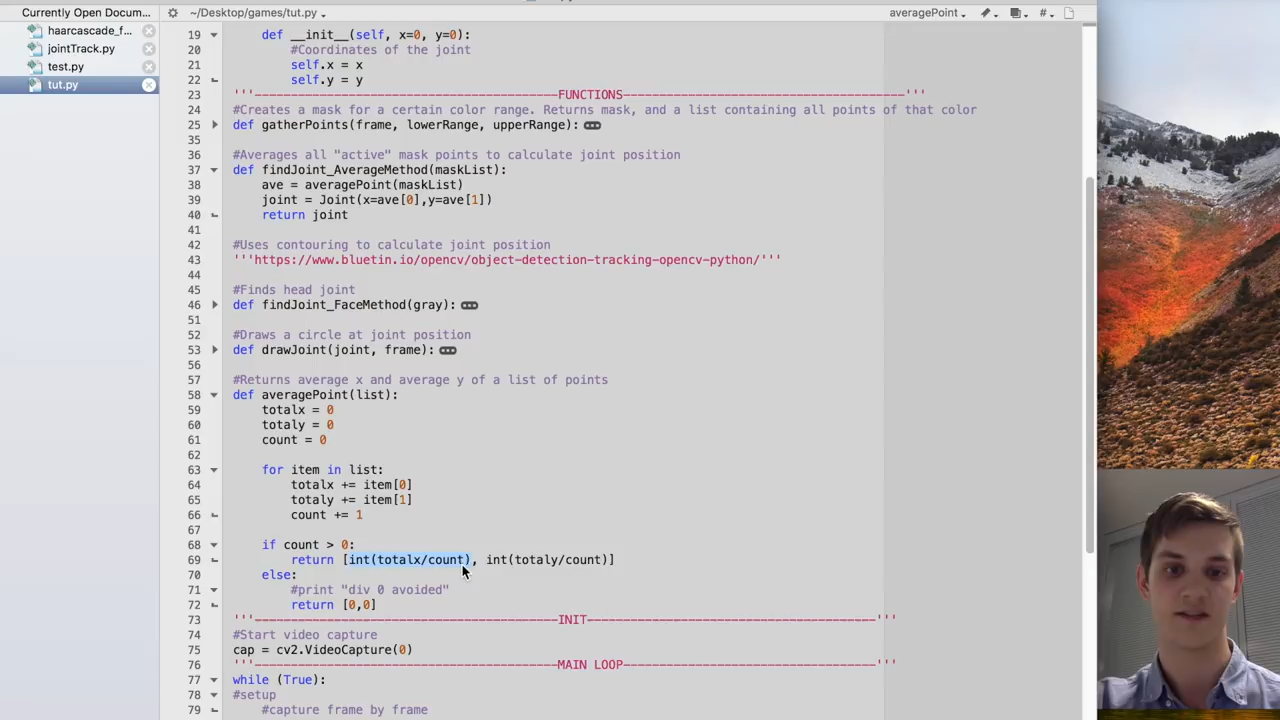 Currently Open Docum...
haarcascade_f...
jointTrack.py
test.py
tut.py
~/Desktop/games/tut.py
averagePoint
#
19 def __init__(self, x=0, y=0):
20 #Coordinates of the joint
21 self.x = x
22 self.y = y
23 '''---------------------------------------------FUNCTIONS---------------------------------------'''
24 #Creates a mask for a certain color range. Returns mask, and a list containing all points of that color
25 def gatherPoints(frame, lowerRange, upperRange):
35
36 #Averages all "active" mask points to calculate joint position
37 def findJoint_AverageMethod(maskList):
38 ave = averagePoint(maskList)
39 joint = Joint(x=ave[0],y=ave[1])
40 return joint
41
42 #Uses contouring to calculate joint position
43 '''https://www.bluetin.io/opencv/object-detection-tracking-opencv-python/'''
44
45 #Finds head joint
46 def findJoint_FaceMethod(gray):
51
52 #Draws a circle at joint position
53 def drawJoint(joint, frame):
56
57 #Returns average x and average y of a list of points
58 def averagePoint(list):
59 totalx = 0
60 totaly = 0
61 count = 0
62
63 for item in list:
64 totalx += item[0]
65 totaly += item[1]
66 count += 1
67
68 if count > 0:
69 return [int(totalx/count), int(totaly/count)]
70 else:
71 #print "div 0 avoided"
72 return [0,0]
73 '''---------------------------------------------INIT----------------------------------------'''
74 #Start video capture
75 cap = cv2.VideoCapture(0)
76 '''---------------------------------------------MAIN LOOP-----------------------------------'''
77 while (True):
78 #setup
79 #capture frame by frame